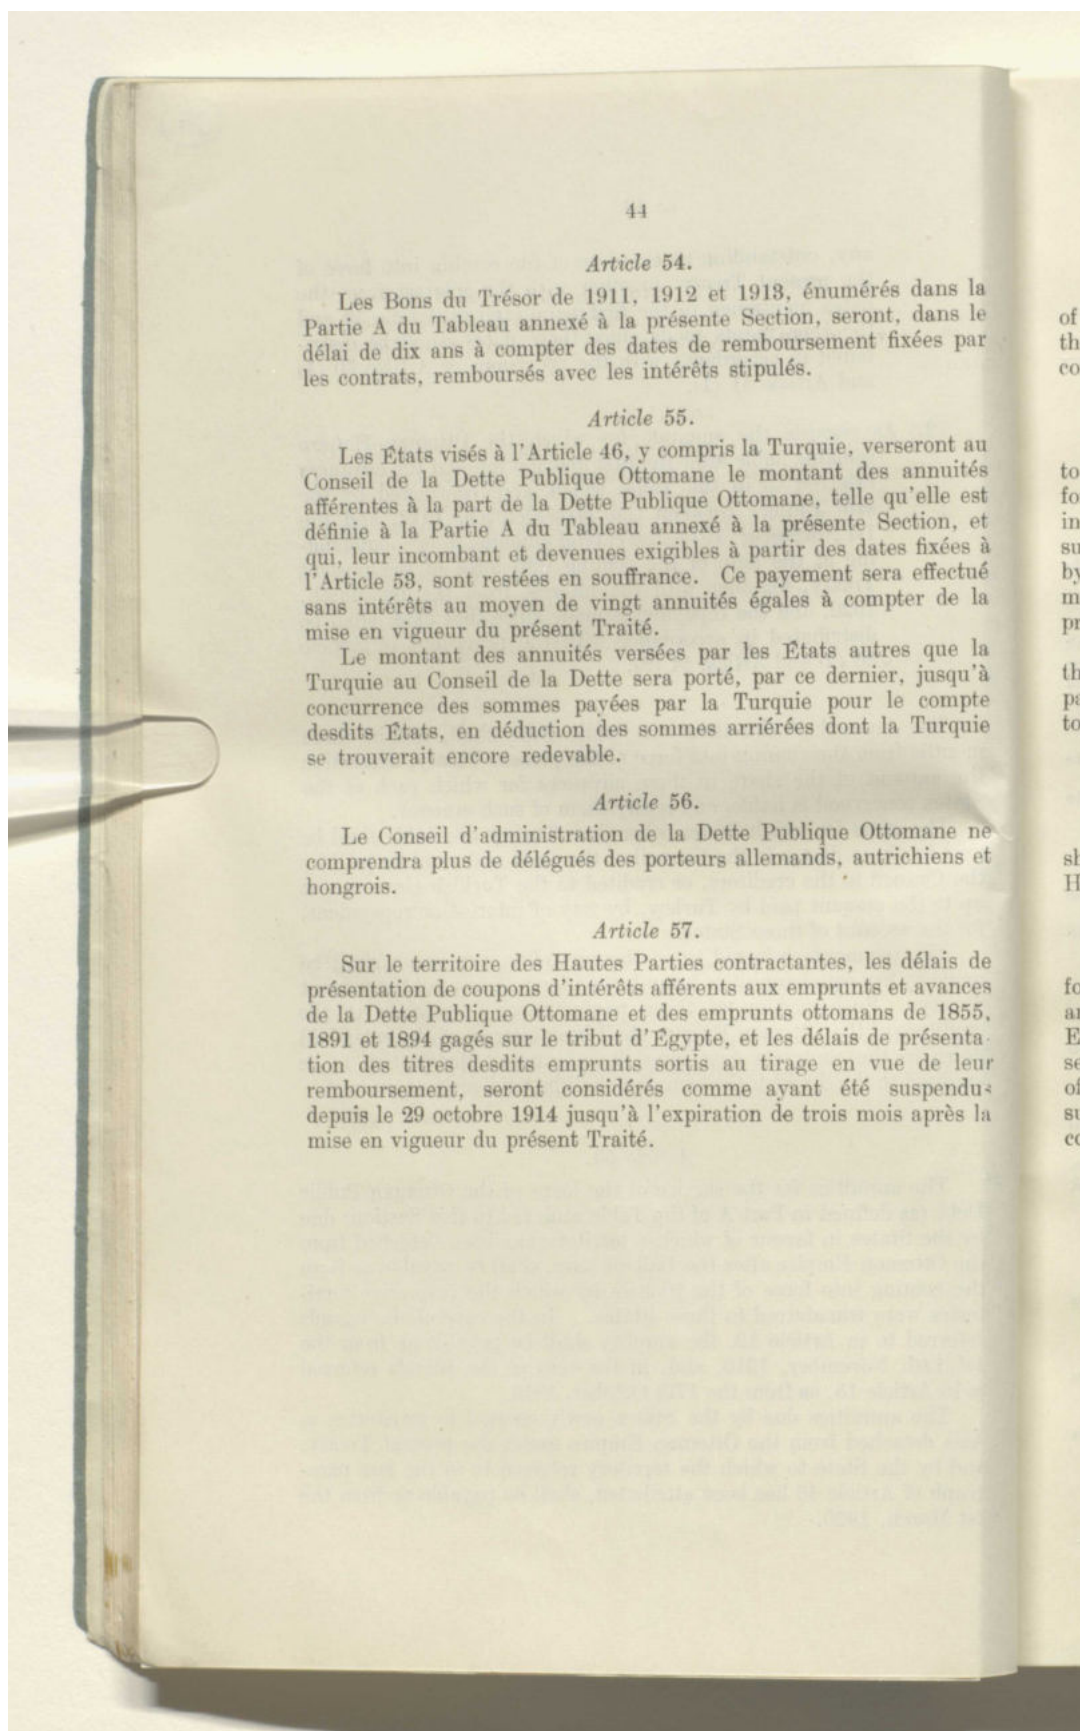 44
Article 54.
Les Bons du Trésor de 1911, 1912 et 1913, énumérés dans la
Partie A du Tableau annexé à la présente Section, seront, dans le
délai de dix ans à compter des dates de remboursement fixées par
les contrats, remboursés avec les intérêts stipulés.
Article 55.
Les États visés à l'Article 46, y compris la Turquie, verseront au
Conseil de la Dette Publique Ottomane le montant des annuités
afférentes à la part de la Dette Publique Ottomane, telle qu'elle est
définie à la Partie A du Tableau annexé à la présente Section, et
qui, leur incombant et devenues exigibles à partir des dates fixées à
l'Article 53, sont restées en souffrance. Ce payement sera effectué
sans intérêts au moyen de vingt annuités égales à compter de la
mise en vigueur du présent Traité.
Le montant des annuités versées par les États autres que la
Turquie au Conseil de la Dette sera porté, par ce dernier, jusqu'à
concurrence des sommes payées par la Turquie pour le compte
desdits États, en déduction des sommes arriérées dont la Turquie
se trouverait encore redevable.
Article 56.
Le Conseil d'administration de la Dette Publique Ottomane ne
comprendra plus de délégués des porteurs allemands, autrichiens et
hongrois.
Article 57.
Sur le territoire des Hautes Parties contractantes, les délais de
présentation de coupons d'intérêts afférents aux emprunts et avances
de la Dette Publique Ottomane et des emprunts ottomans de 1855,
1891 et 1894 gagés sur le tribut d'Égypte, et les délais de présenta-
tion des titres desdits emprunts sortis au tirage en vue de leur
remboursement, seront considérés comme ayant été suspendus
depuis le 29 octobre 1914 jusqu'à l'expiration de trois mois après la
mise en vigueur du présent Traité.